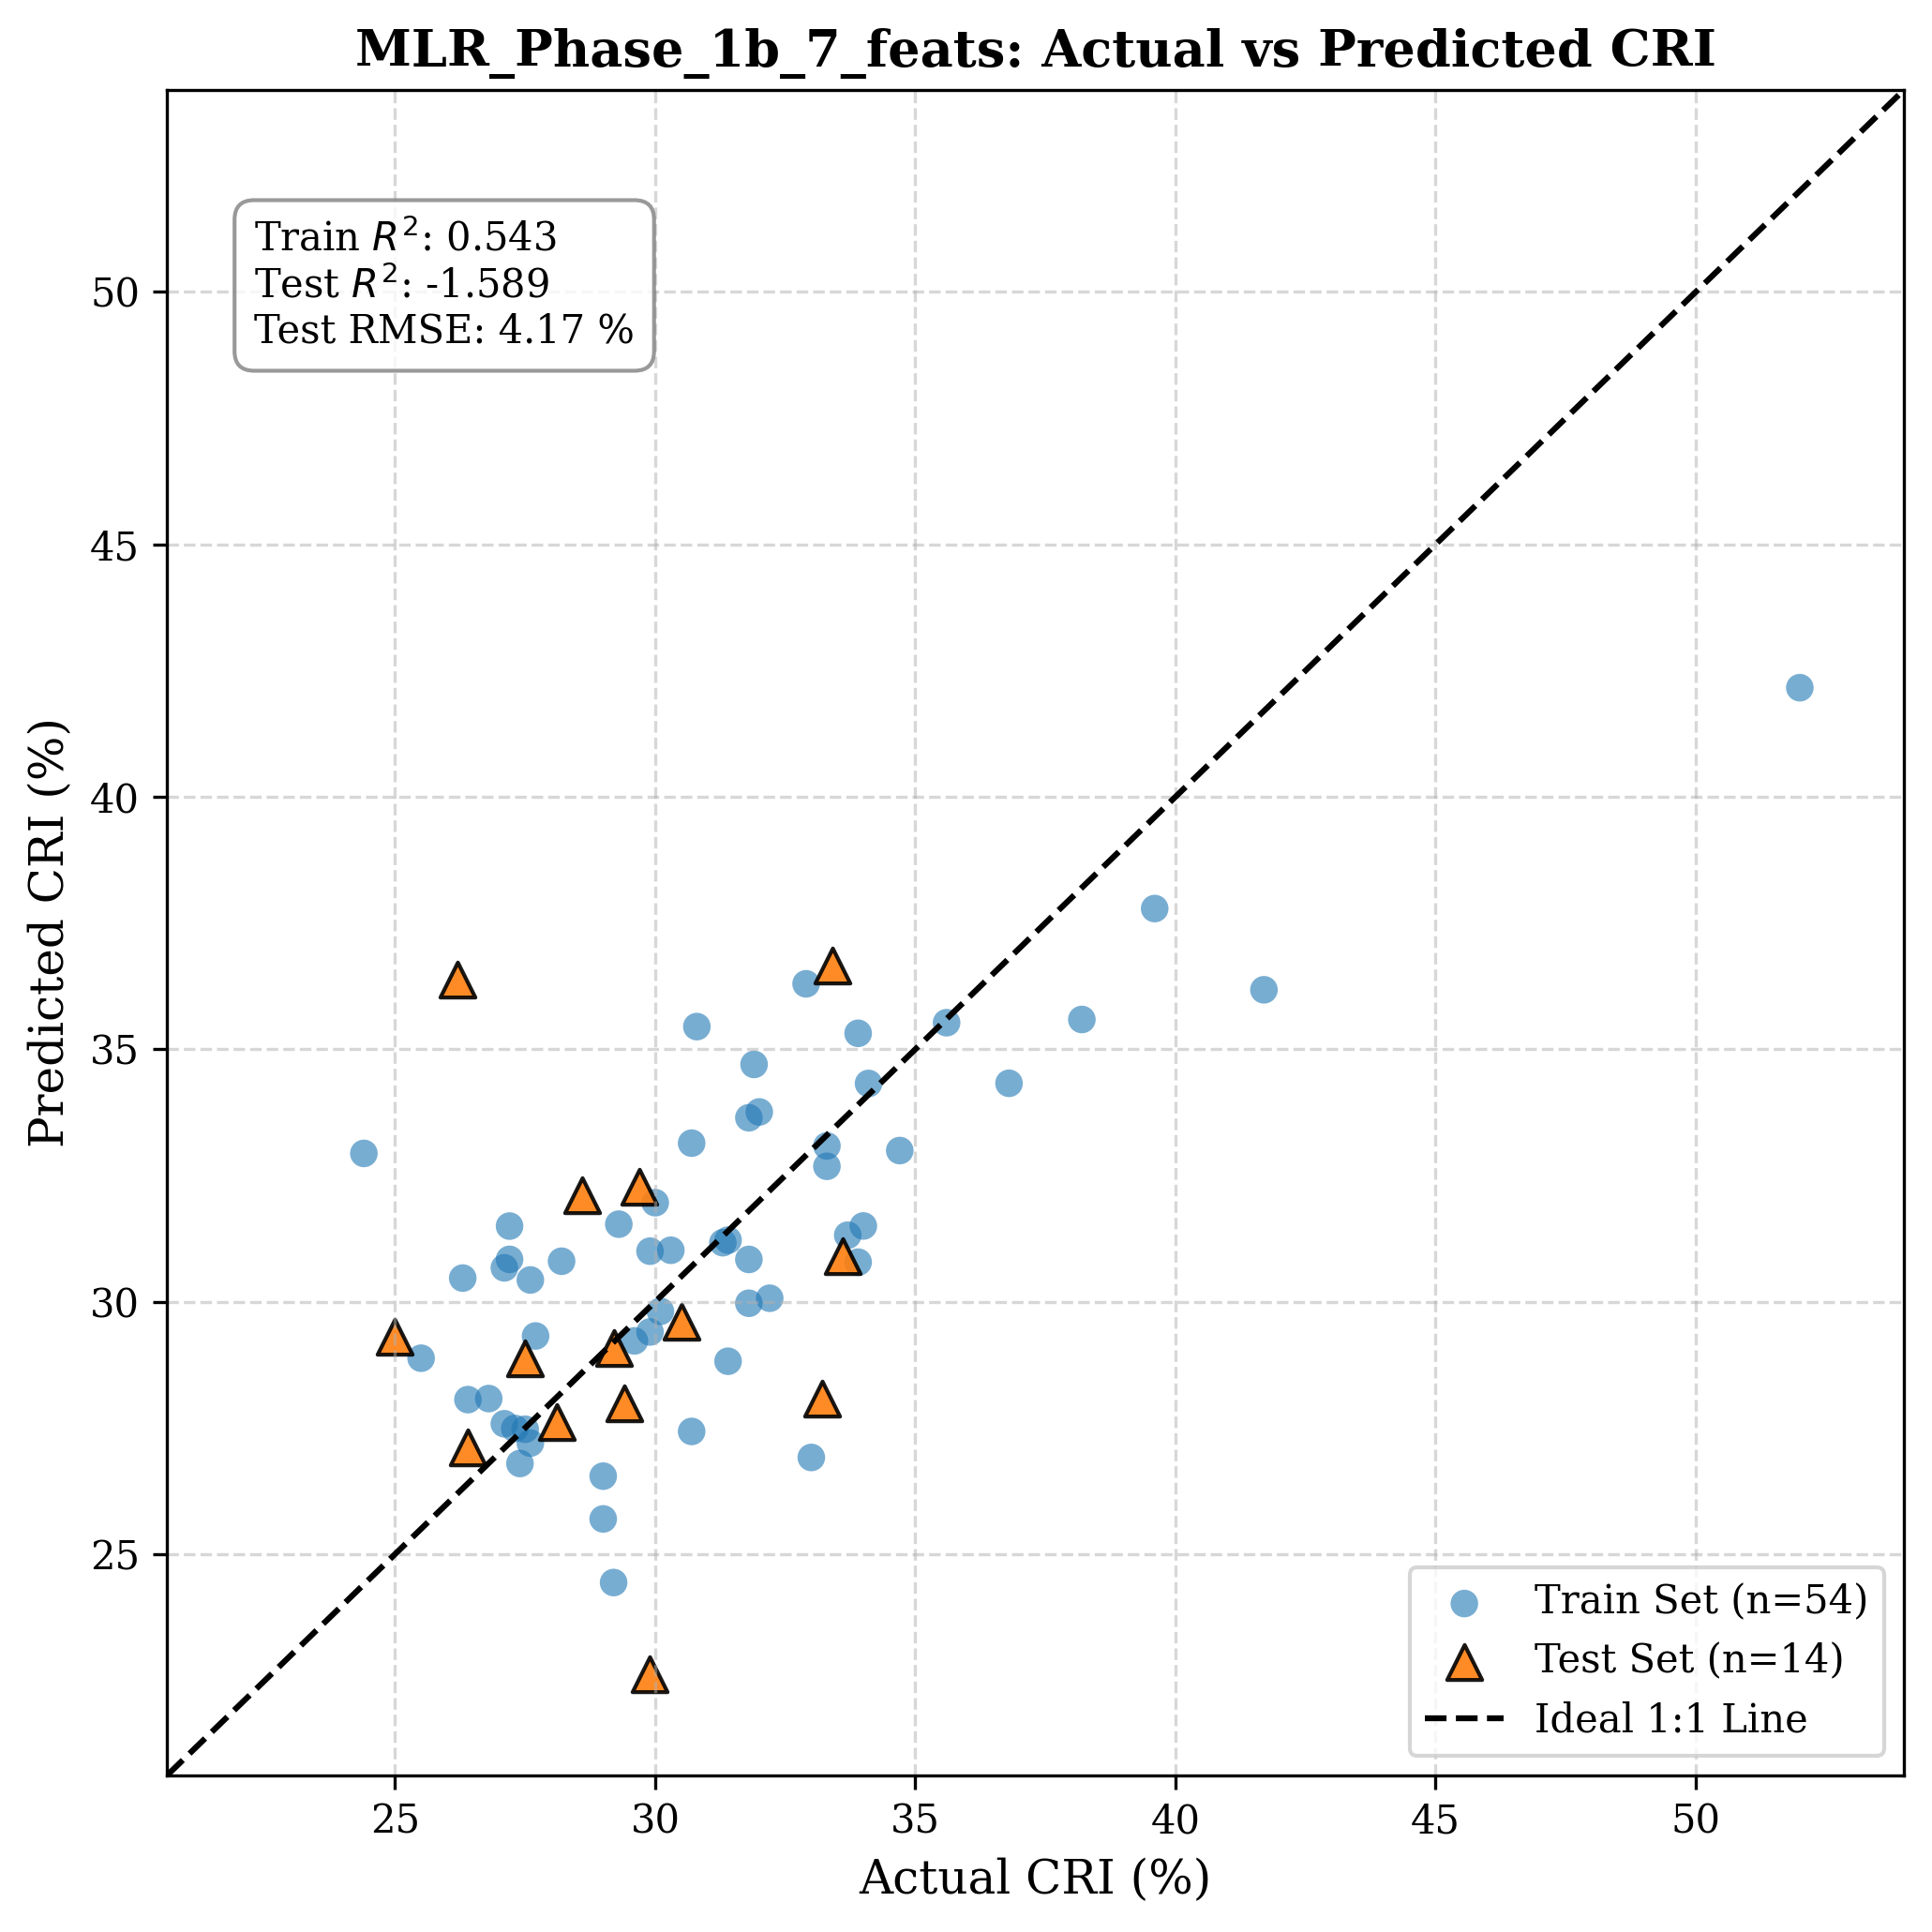 MLR_Phase_1b_7_feats: Actual vs Predicted CRI
Train R²: 0.543
Test R²: -1.589
Test RMSE: 4.17 %
50
45
40
35
30
25
Predicted CRI (%)
Train Set (n=54)
Test Set (n=14)
Ideal 1:1 Line
25 30 35 40 45 50
Actual CRI (%)